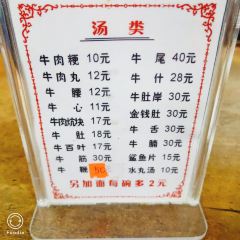 汤类
牛肉粳 10元
牛肉丸 12元
牛腰 12元
牛心 11元
牛肉炕块 17元
牛肚 18元
牛百叶 17元
牛筋 30元
牛鞭 50
牛尾 40元
牛什 28元
牛肚岸 30元
金钱肚 30元
牛舌 30元
牛腩 30元
鲨鱼片 15元
水丸汤 10元
另加面每碗多2元
Foodie